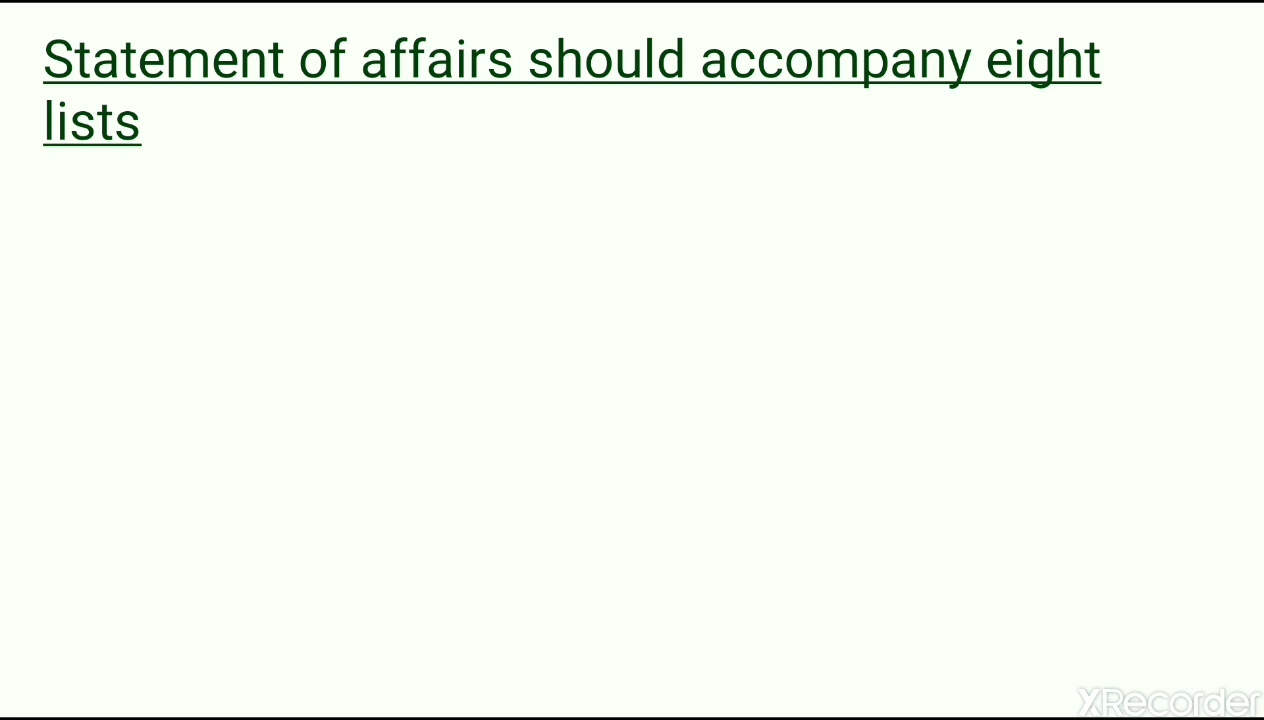 Statement of affairs should accompany eight
lists
XRecorder